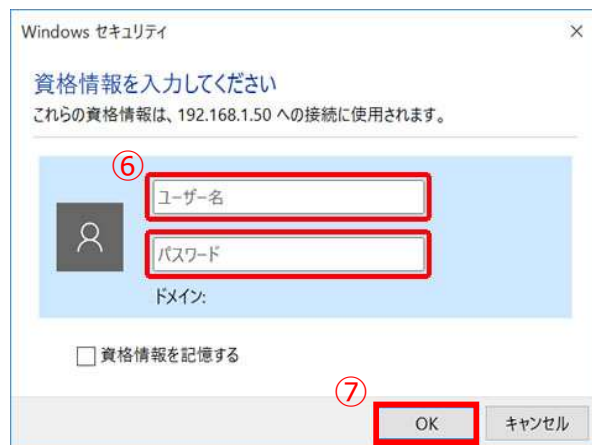 Windows セキュリティ
×
資格情報を入力してください
これらの資格情報は、192.168.1.50 への接続に使用されます。
⑥
ユーザー名
パスワード
ドメイン:
資格情報を記憶する
⑦
OK
キャンセル